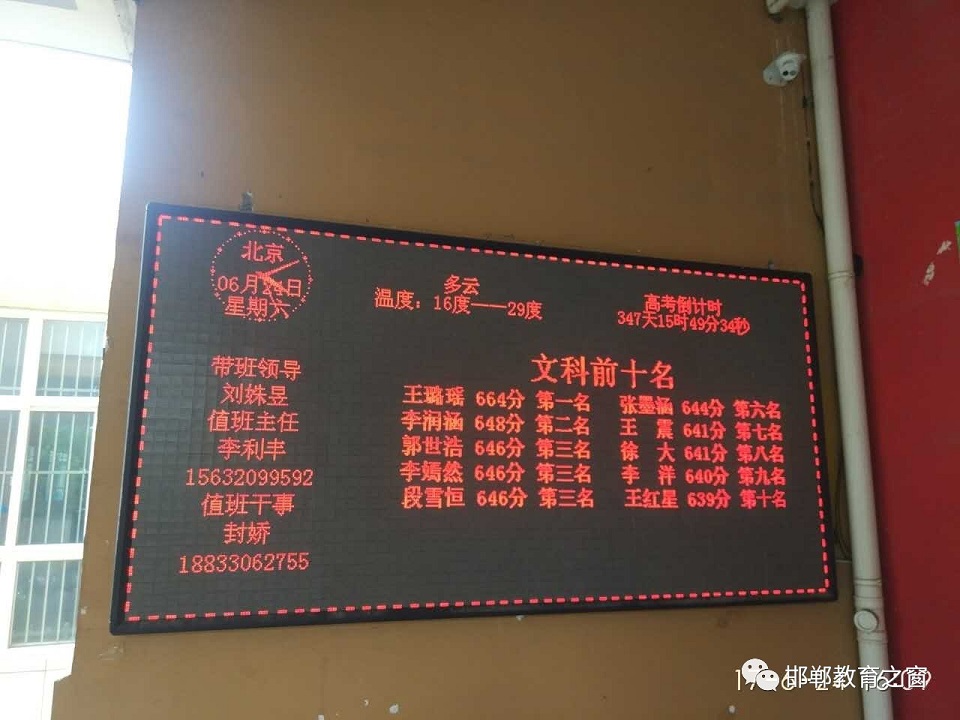 北京
06月24日
星期六
多云
温度：16度——29度
高考倒计时
347天15时49分34秒
带班领导
刘姝昱
值班主任
李利丰
15632099592
值班干事
封娇
18833062755
文科前十名
王璐瑶 664分 第一名 张墨涵 644分 第六名
李润涵 648分 第二名 王 震 641分 第七名
郭世浩 646分 第三名 徐 大 641分 第八名
李嫣然 646分 第三名 李 洋 640分 第九名
段雪恒 646分 第三名 王红星 639分 第十名
邯郸教育之窗